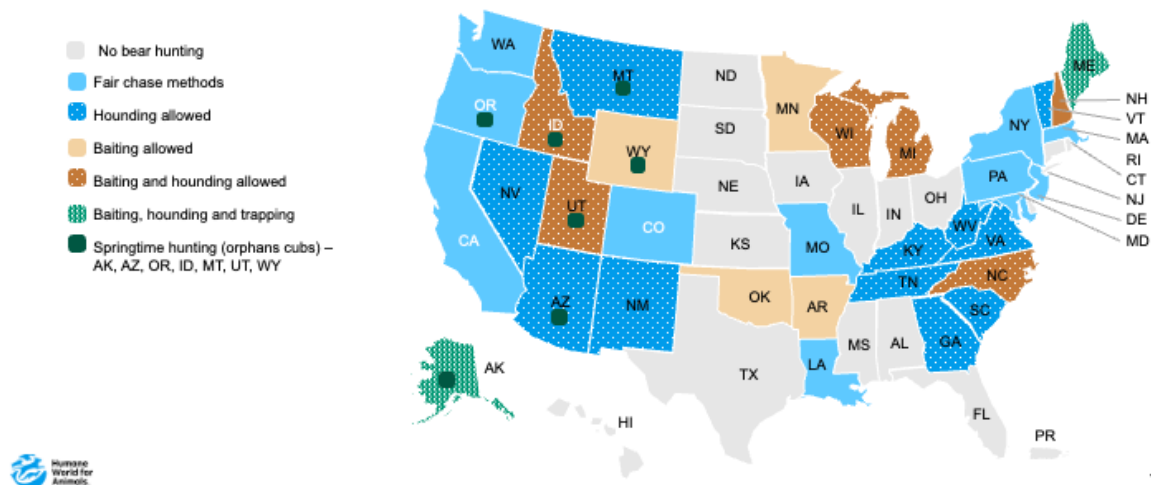 No bear hunting
Fair chase methods
Hounding allowed
Baiting allowed
Baiting and hounding allowed
Baiting, hounding and trapping
Springtime hunting (orphans cubs) –
AK, AZ, OR, ID, MT, UT, WY
WA
MT
ND
MN
ME
OR
ID
SD
WI
MI
NY
NH
VT
MA
WY
NE
IA
PA
RI
CT
NV
UT
CO
IL
IN
OH
NJ
DE
MD
CA
KS
MO
KY
WV
VA
AZ
NM
OK
AR
TN
NC
SC
MS
AL
GA
LA
TX
AK
FL
HI
PR
Humane
World for
Animals